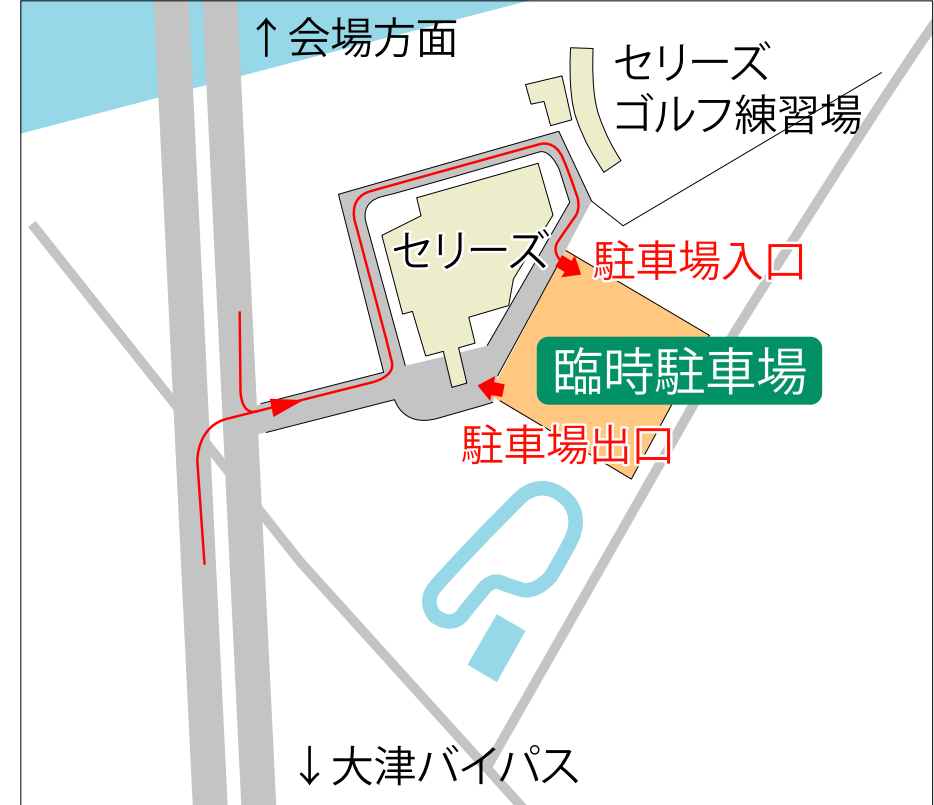 ↑会場方面
セリーズ
ゴルフ練習場
セリーズ
駐車場入口
臨時駐車場
駐車場出口
↓大津バイパス